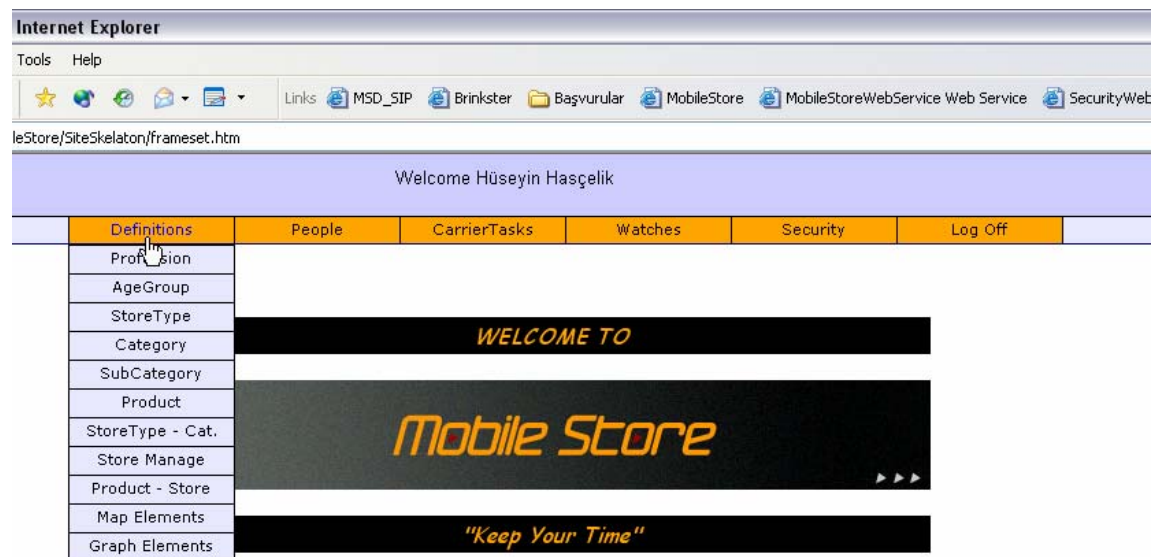 Internet Explorer
Tools Help
Links MSD_SIP Brinkster Başvurular MobileStore MobileStoreWebService Web Service SecurityWeb
leStore/SiteSkelaton/frameset.htm
Welcome Hüseyin Hasçelik
Definitions People CarrierTasks Watches Security Log Off
AgeGroup
StoreType
Category
SubCategory
Product
StoreType - Cat.
Store Manage
Product - Store
Map Elements
Graph Elements
WELCOME TO
Mobile Store
"Keep Your Time"